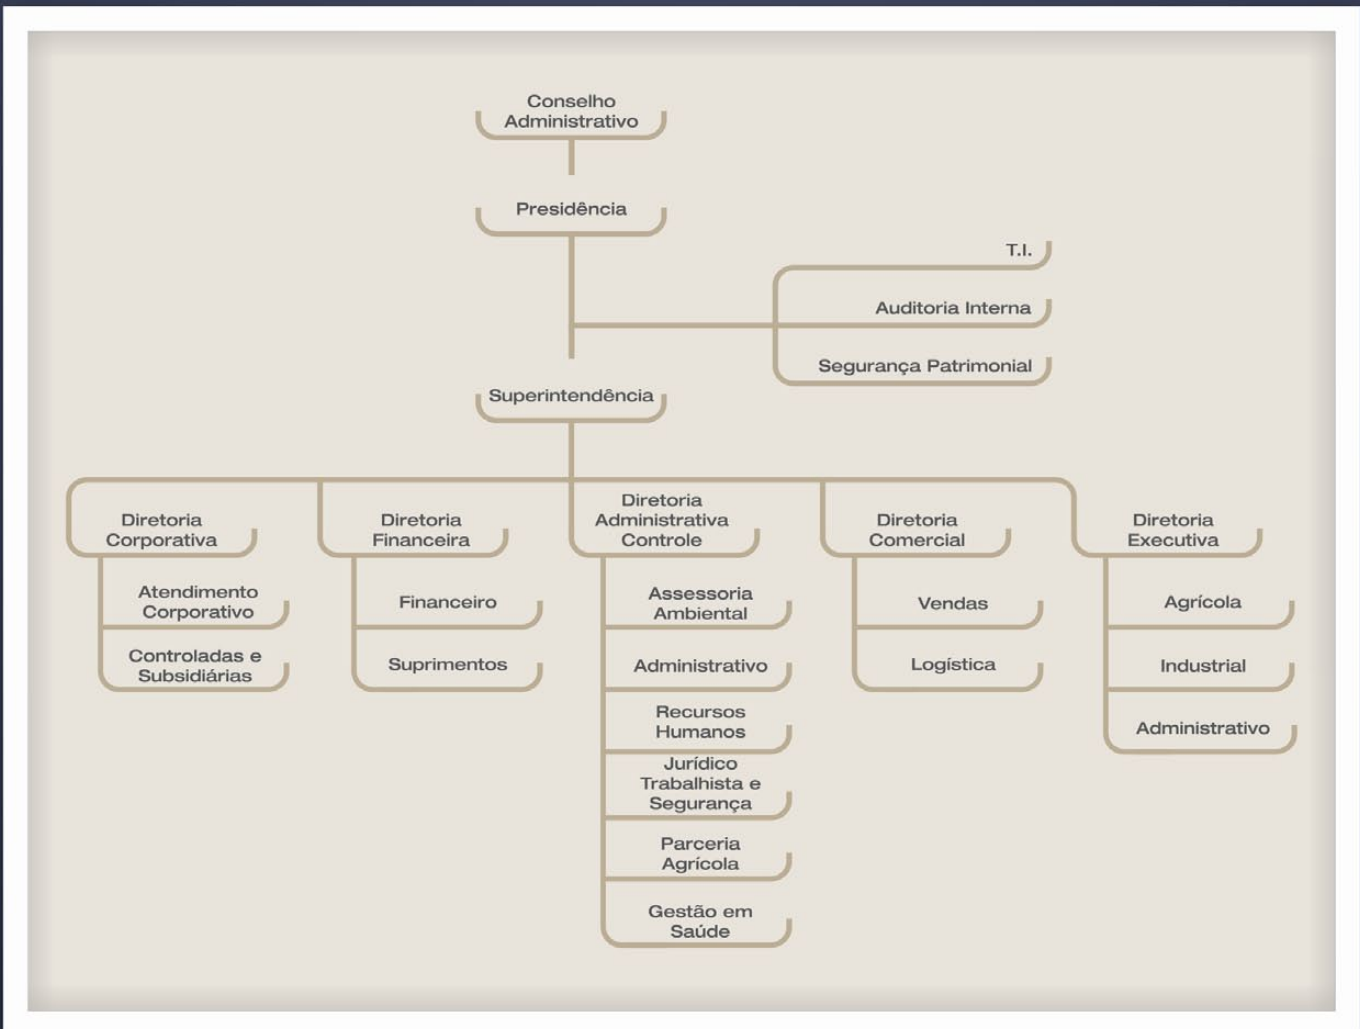 Conselho
Administrativo
Presidência
T.I.
Auditoria Interna
Segurança Patrimonial
Superintendência
Diretoria
Corporativa
Atendimento
Corporativo
Controladas e
Subsidiárias
Diretoria
Financeira
Financeiro
Suprimentos
Diretoria
Administrativa
Controle
Assessoria
Ambiental
Administrativo
Recursos
Humanos
Jurídico
Trabalhista e
Segurança
Parceria
Agrícola
Gestão em
Saúde
Diretoria
Comercial
Vendas
Logística
Diretoria
Executiva
Agrícola
Industrial
Administrativo